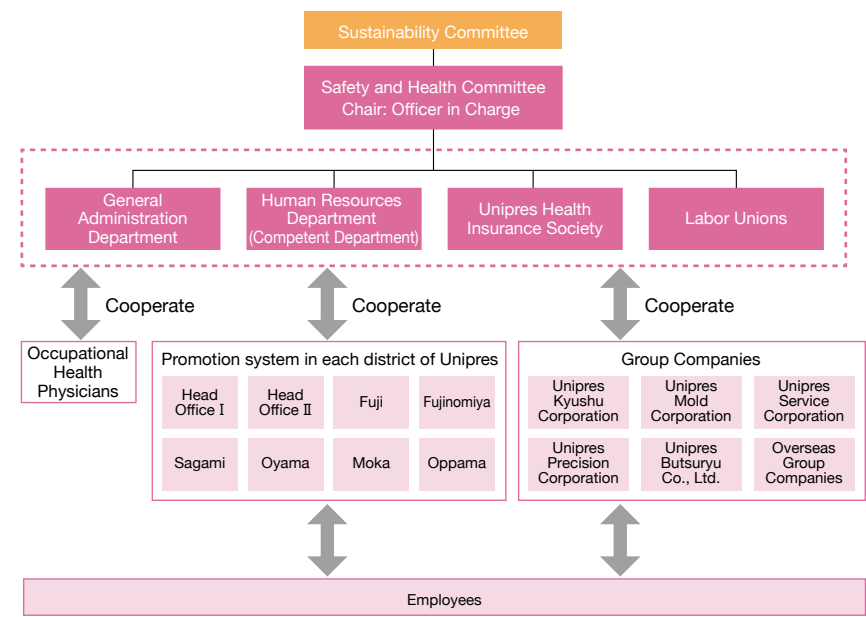 Sustainability Committee
Safety and Health Committee
Chair: Officer in Charge
General
Administration
Department
Human Resources
Department
(Competent Department)
Unipres Health
Insurance Society
Labor Unions
Cooperate
Cooperate
Cooperate
Occupational
Health
Physicians
Promotion system in each district of Unipres
Head
Office Ⅰ
Head
Office Ⅱ
Fuji
Fujinomiya
Sagami
Oyama
Moka
Oppama
Group Companies
Unipres
Kyushu
Corporation
Unipres
Mold
Corporation
Unipres
Service
Corporation
Unipres
Precision
Corporation
Unipres
Butsuryu
Co., Ltd.
Overseas
Group
Companies
Employees